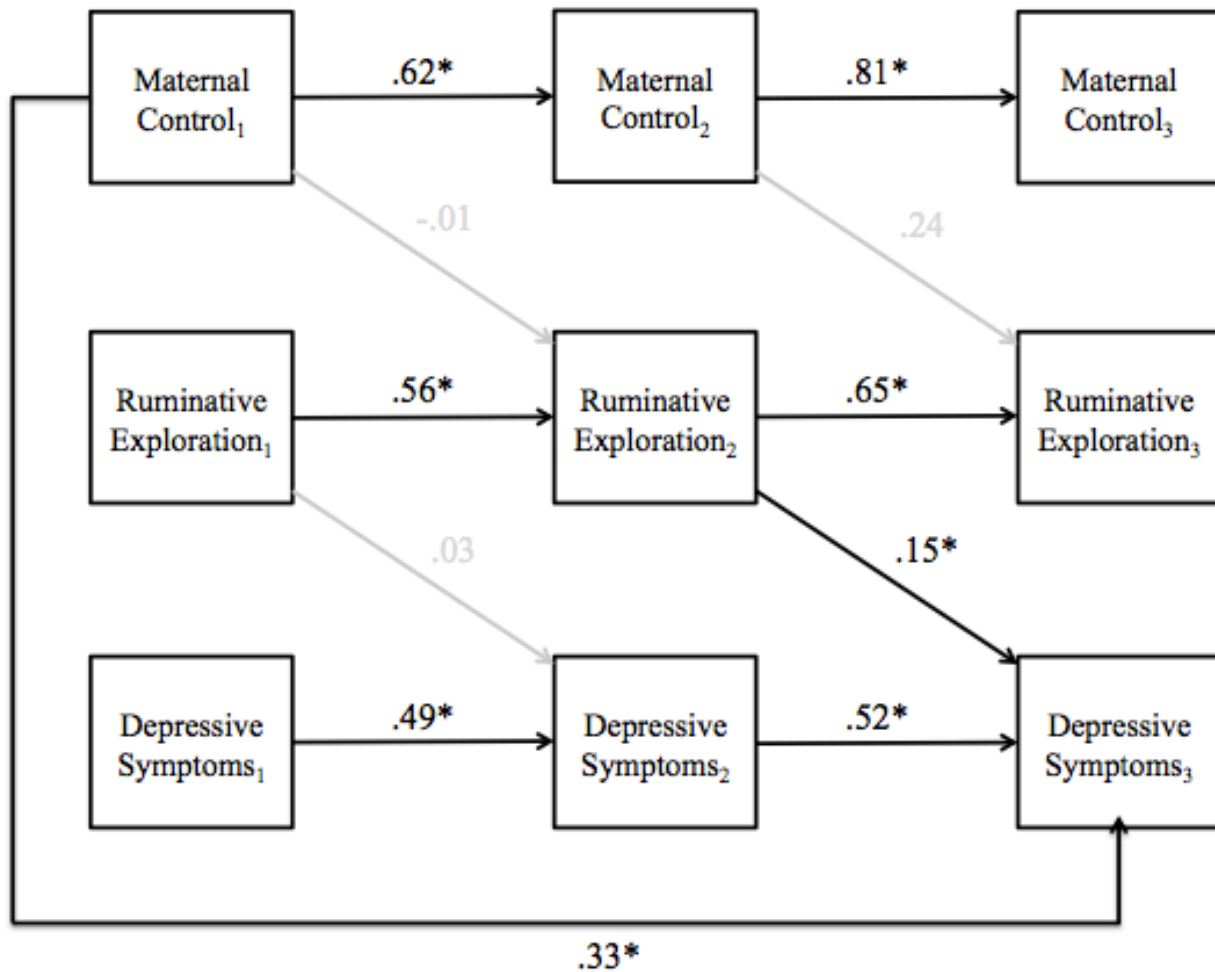 Maternal
Control₁
.62*
Maternal
Control₂
.81*
Maternal
Control₃
-.01
.24
Ruminative
Exploration₁
.56*
Ruminative
Exploration₂
.65*
Ruminative
Exploration₃
.03
.15*
Depressive
Symptoms₁
.49*
Depressive
Symptoms₂
.52*
Depressive
Symptoms₃
.33*